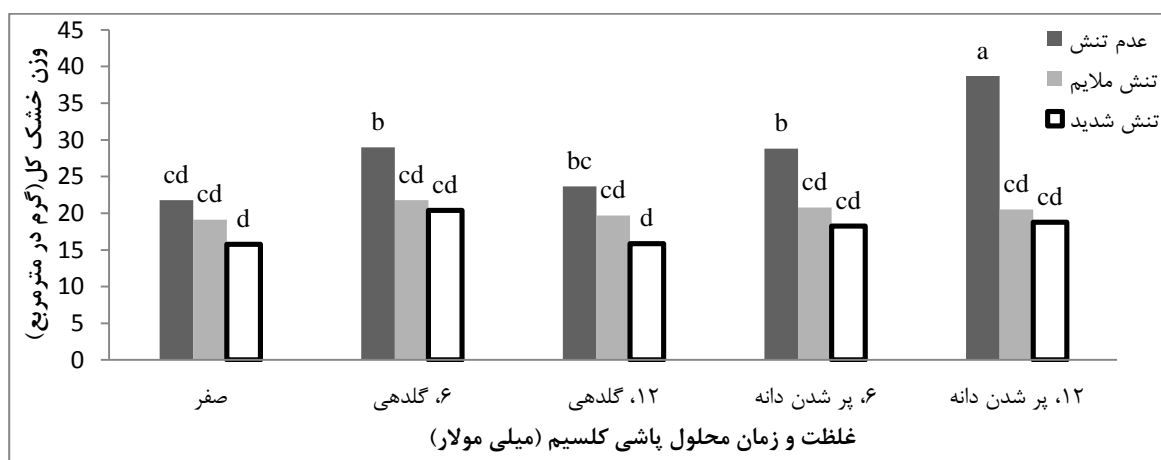 وزن خشک کل(گرم در مترمربع)
45
40
35
30
25
20
15
10
5
0
عدم تنش
تنش ملایم
تنش شدید
cd cd d
b cd cd
bc cd d
b cd cd
a cd cd
صفر
۶، گلدهی
۱۲، گلدهی
۶، پر شدن دانه
۱۲، پر شدن دانه
غلظت و زمان محلول پاشی کلسیم (میلی مولار)